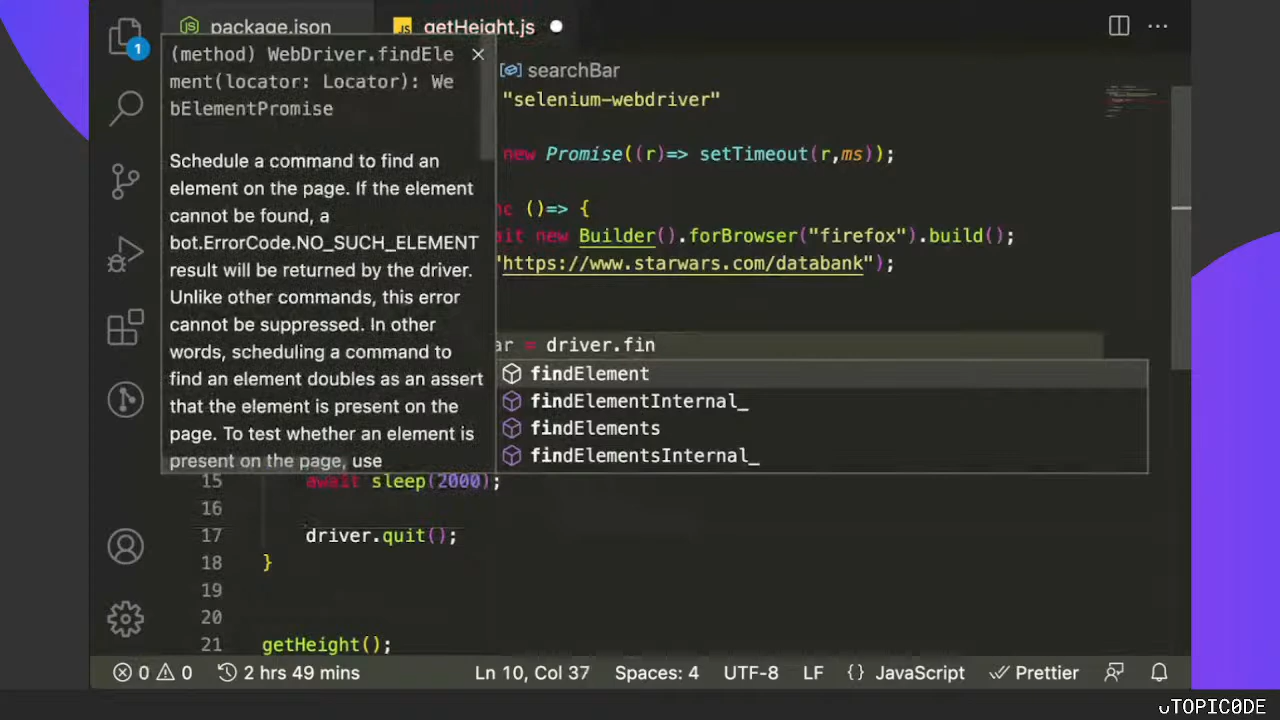 package.json
getHeight.js
1
(method) WebDriver.findEle
ment(locator: Locator): We
bElementPromise
Schedule a command to find an
element on the page. If the element
cannot be found, a
bot.ErrorCode.NO_SUCH_ELEMENT
result will be returned by the driver.
Unlike other commands, this error
cannot be suppressed. In other
words, scheduling a command to
find an element doubles as an assert
that the element is present on the
page. To test whether an element is
present on the page, use
searchBar
"selenium-webdriver"
new Promise((r)=> setTimeout(r,ms));
nc ()=> {
ait new Builder().forBrowser("firefox").build();
"https://www.starwars.com/databank");
ar = driver.fin
findElement
findElementInternal_
findElements
findElementsInternal_
15 await sleep(2000);
16
17 driver.quit();
18 }
19
20
21 getHeight();
0 0 2 hrs 49 mins Ln 10, Col 37 Spaces: 4 UTF-8 LF {} JavaScript Prettier